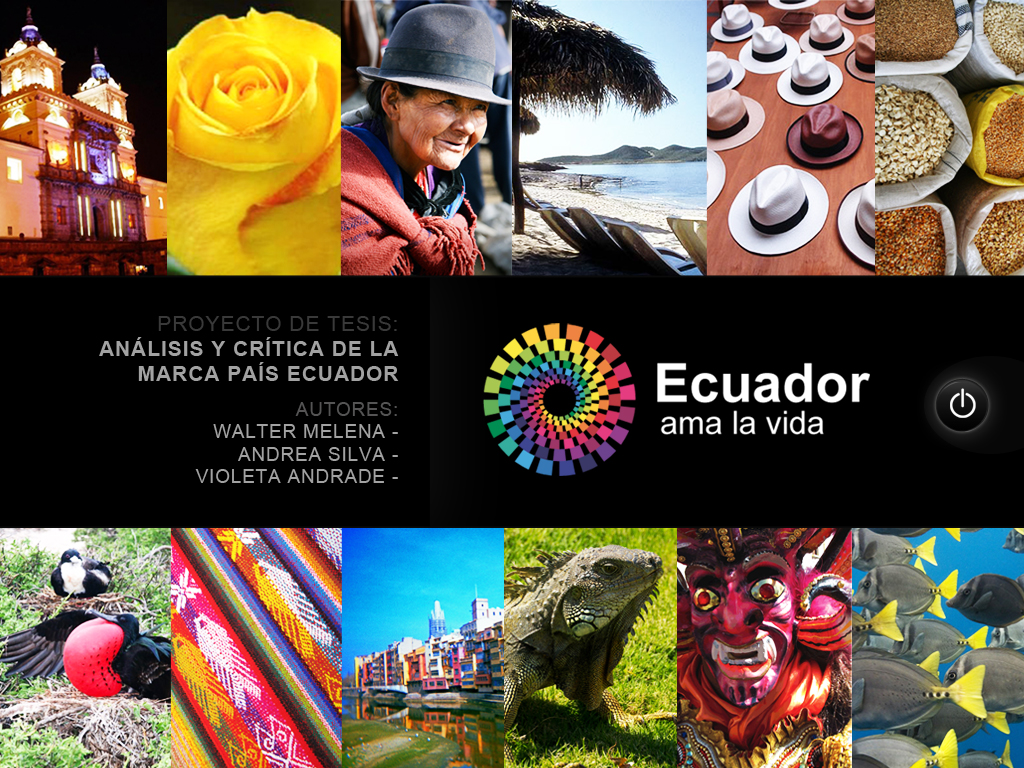 PROYECTO DE TESIS:
ANÁLISIS Y CRÍTICA DE LA
MARCA PAÍS ECUADOR
AUTORES:
WALTER MELENA -
ANDREA SILVA -
VIOLETA ANDRADE -
Ecuador
ama la vida